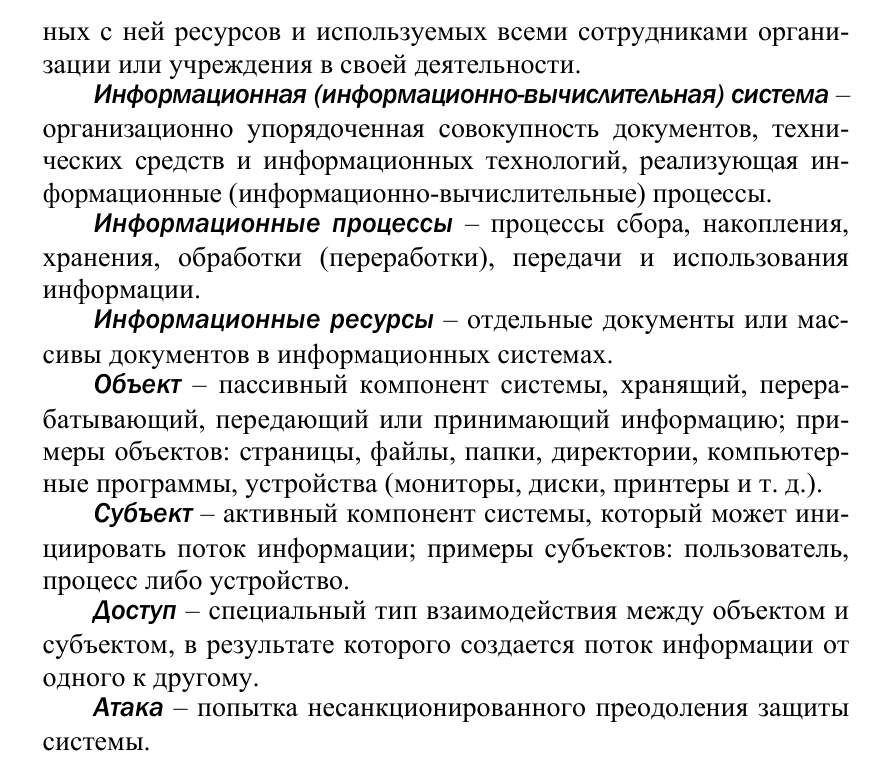 ных с ней ресурсов и используемых всеми сотрудниками органи-
зации или учреждения в своей деятельности.
Информационная (информационно-вычислительная) система –
организационно упорядоченная совокупность документов, техни-
ческих средств и информационных технологий, реализующая ин-
формационные (информационно-вычислительные) процессы.
Информационные процессы – процессы сбора, накопления,
хранения, обработки (переработки), передачи и использования
информации.
Информационные ресурсы – отдельные документы или мас-
сивы документов в информационных системах.
Объект – пассивный компонент системы, хранящий, перера-
батывающий, передающий или принимающий информацию; при-
меры объектов: страницы, файлы, папки, директории, компьютер-
ные программы, устройства (мониторы, диски, принтеры и т. д.).
Субъект – активный компонент системы, который может ини-
циировать поток информации; примеры субъектов: пользователь,
процесс либо устройство.
Доступ – специальный тип взаимодействия между объектом и
субъектом, в результате которого создается поток информации от
одного к другому.
Атака – попытка несанкционированного преодоления защиты
системы.